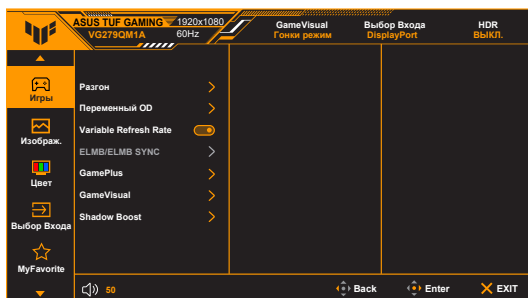 ASUS TUF GAMING
VG279QM1A
1920x1080
60Hz
GameVisual
Гонки режим
Выбор Входа
DisplayPort
HDR
ВЫКЛ.
Игры
Изображ.
Цвет
Выбор Входа
MyFavorite
Разгон
Переменный OD
Variable Refresh Rate
ELMB/ELMB SYNC
GamePlus
GameVisual
Shadow Boost
50
Back
Enter
EXIT